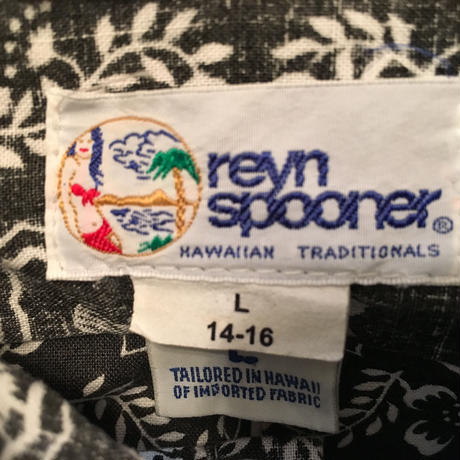 reyn
spooner®
HAWAIIAN TRADITIONALS
L
14-16
TAILORED IN HAWAII
OF IMPORTED FABRIC